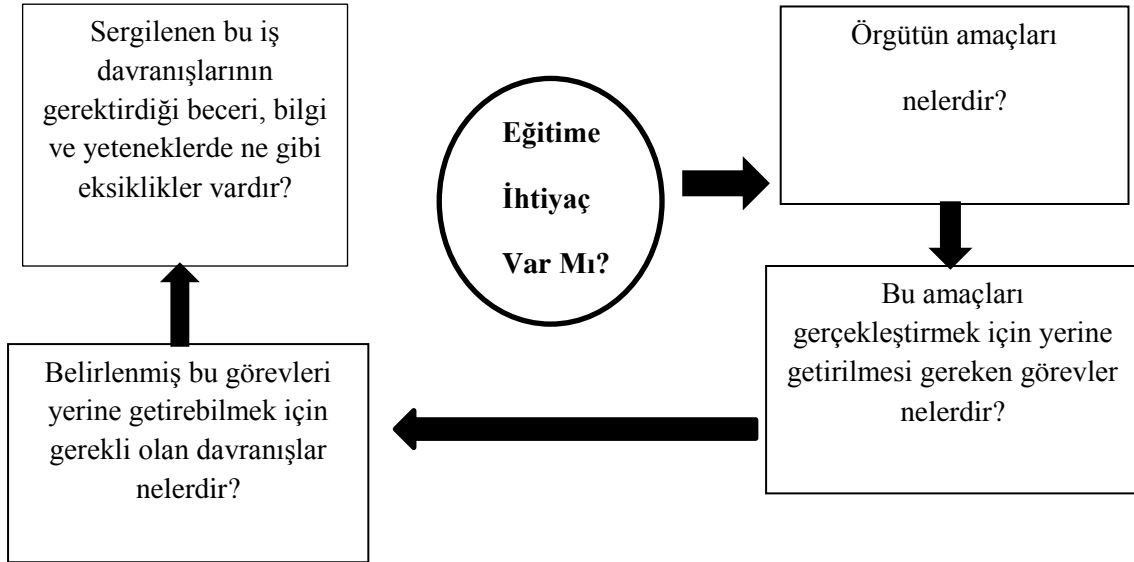 Sergilenen bu iş
davranışlarının
gerektirdiği beceri, bilgi
ve yeteneklerde ne gibi
eksiklikler vardır?
Eğitime
İhtiyaç
Var Mı?
Örgütün amaçları
nelerdir?
Bu amaçları
gerçekleştirmek için yerine
getirilmesi gereken görevler
nelerdir?
Belirlenmiş bu görevleri
yerine getirebilmek için
gerekli olan davranışlar
nelerdir?